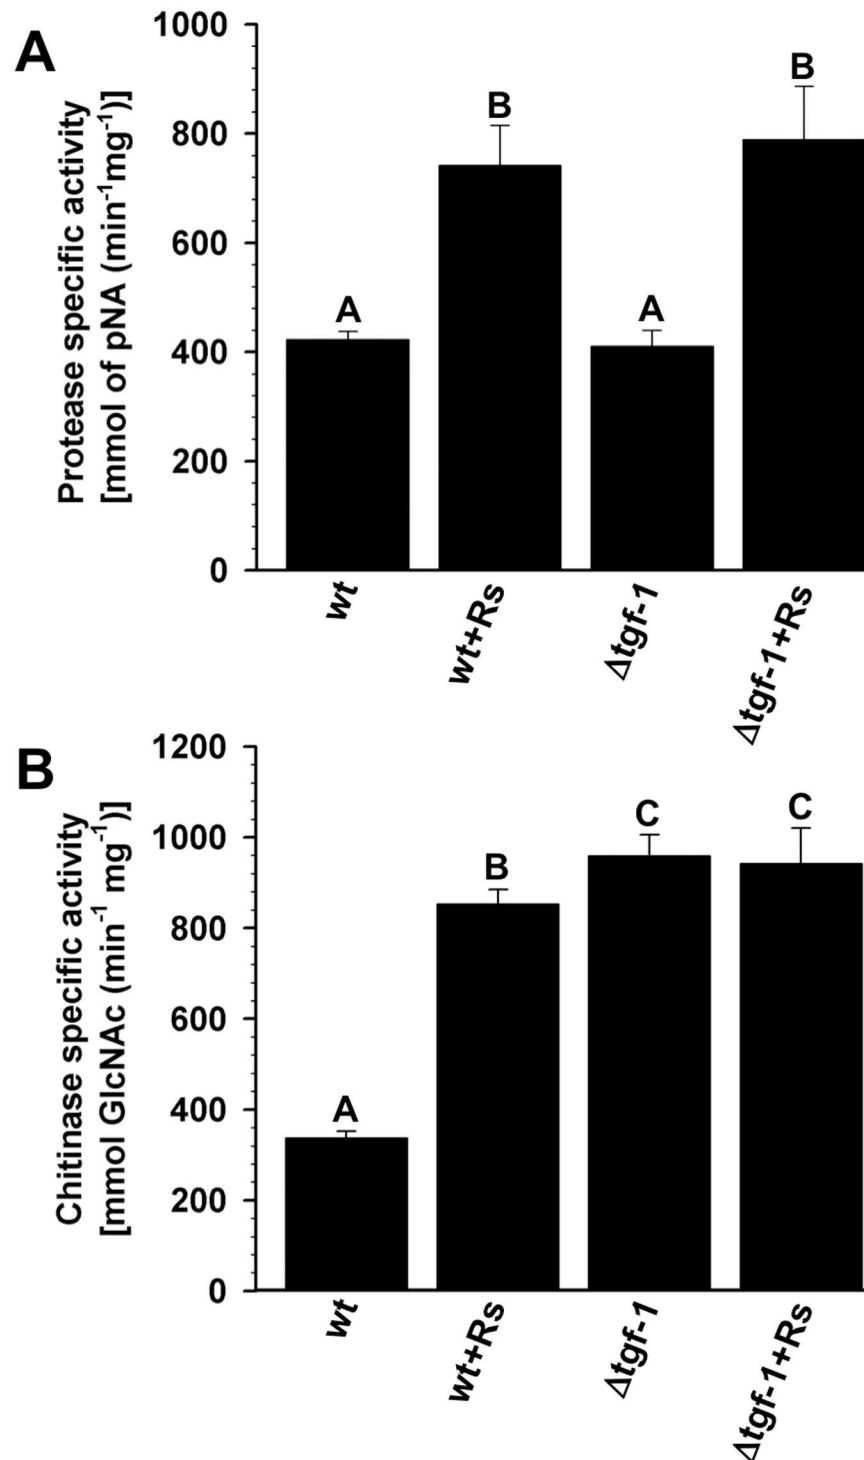 A
Protease specific activity
[mmol of pNA (min⁻¹mg⁻¹)]
1000
800
600
400
200
0
A
B
A
B
wt
wt+Rs
Δtgf-1
Δtgf-1+Rs
B
Chitinase specific activity
[mmol GlcNAc (min⁻¹ mg⁻¹)]
1200
1000
800
600
400
200
0
A
B
C
C
wt
wt+Rs
Δtgf-1
Δtgf-1+Rs